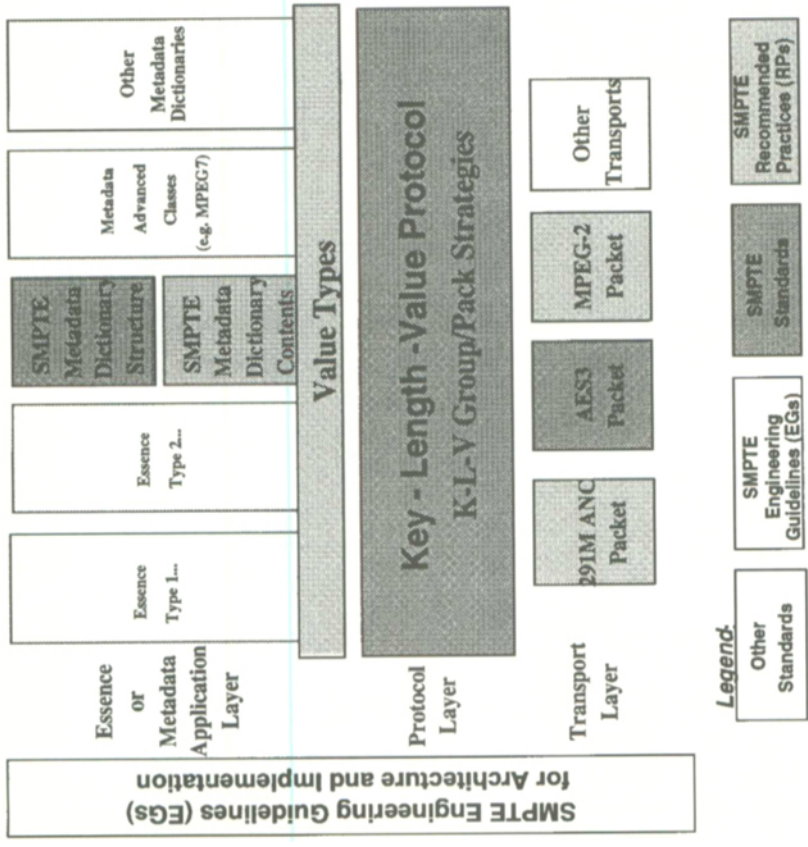 SMPTE Engineering Guidelines (EGs)
for Architecture and Implementation
Essence
or
Metadata
Application
Layer
Essence
Type 1...
Essence
Type 2...
SMPTE
Metadata
Dictionary
Structure
SMPTE
Metadata
Dictionary
Contents
Metadata
Advanced
Classes
(e.g. MPEG7)
Other
Metadata
Dictionaries
Value Types
Protocol
Layer
Key - Length -Value Protocol
K-L-V Group/Pack Strategies
Transport
Layer
291M ANC
Packet
AES3
Packet
MPEG-2
Packet
Other
Transports
Legend:
Other
Standards
SMPTE
Engineering
Guidelines (EGs)
SMPTE
Standards
SMPTE
Recommended
Practices (RPs)